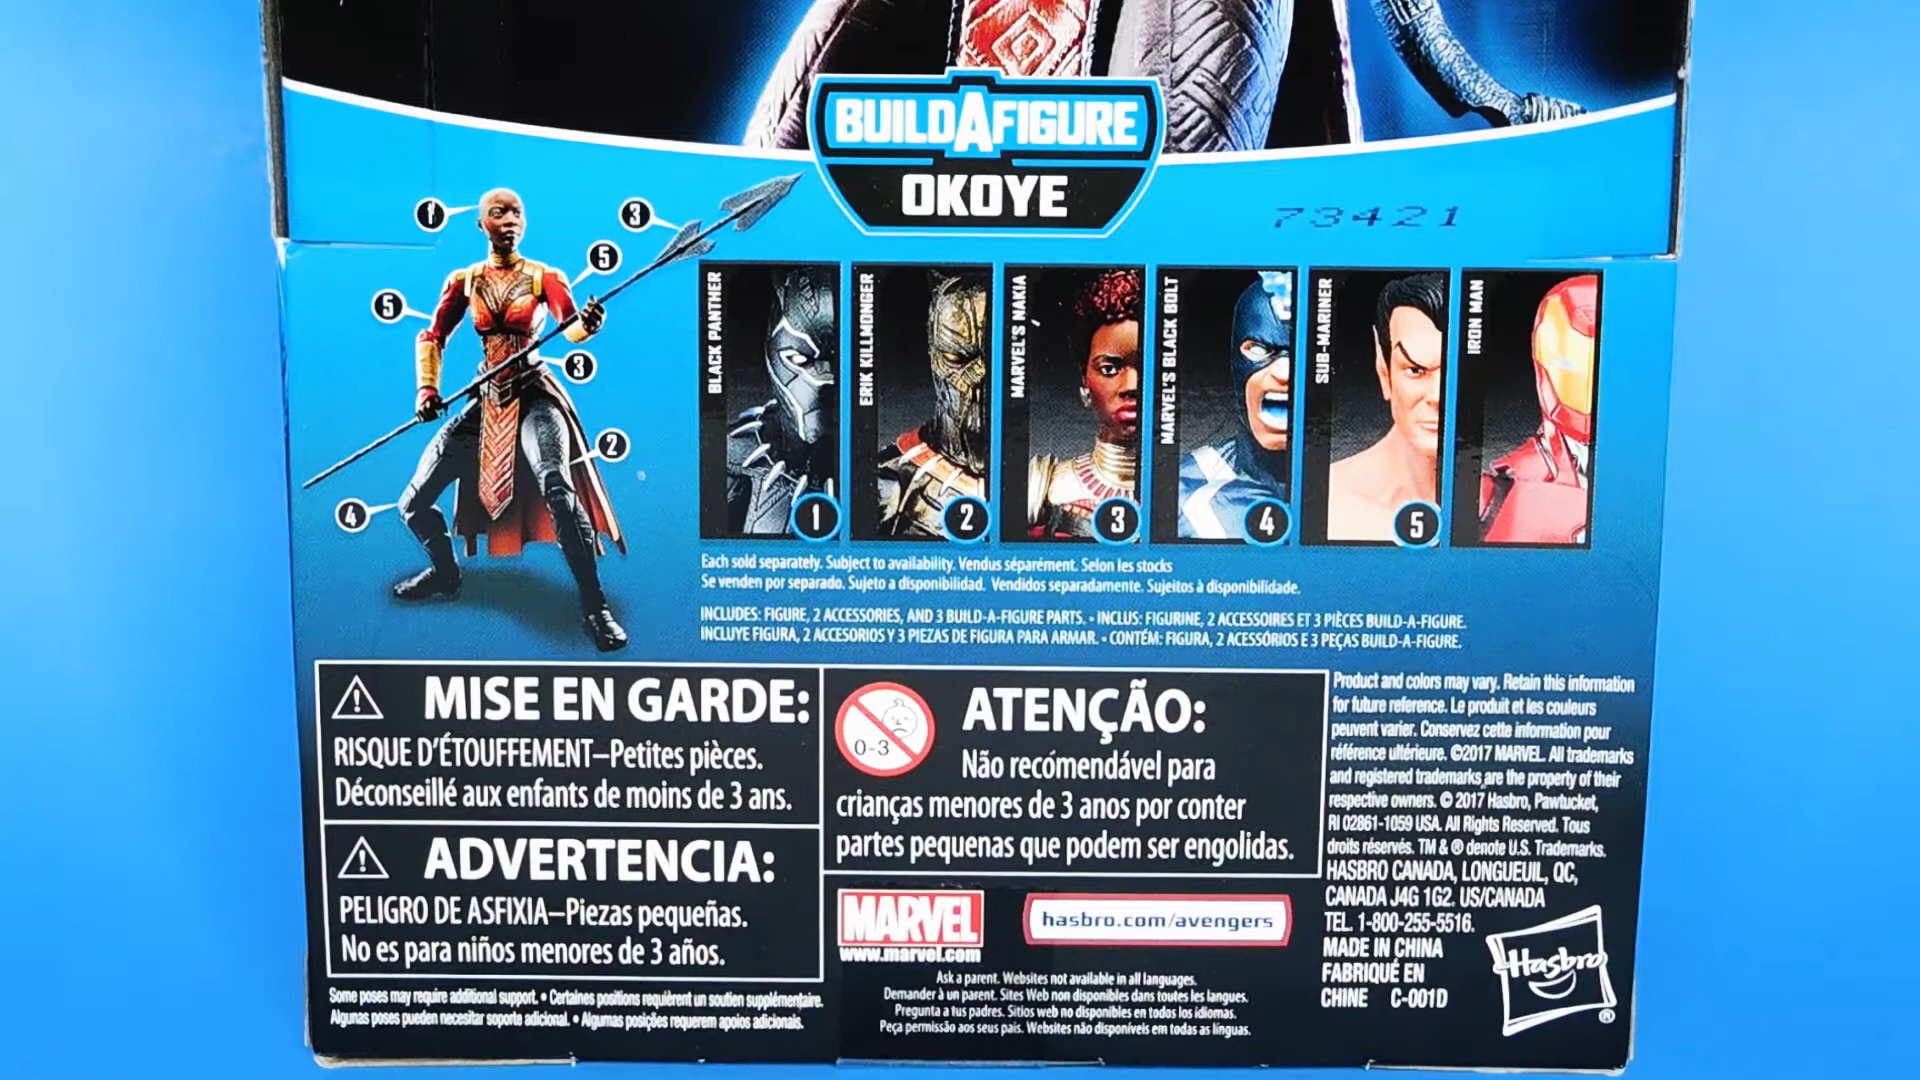 BUILDAFIGURE
OKOYE
73421
1
3
5
5
3
2
4
BLACK PANTHER
1
ERIK KILLMONGER
2
MARVEL'S NAKIA
3
MARVEL'S BLACK BOLT
4
SUB-MARINER
5
IRON MAN
Each sold separately. Subject to availability. Vendus séparément. Selon les stocks
Se venden por separado. Sujeto a disponibilidad. Vendidos separadamente. Sujeitos à disponibilidade.
INCLUDES: FIGURE, 2 ACCESSORIES, AND 3 BUILD-A-FIGURE PARTS. • INCLUS: FIGURINE, 2 ACCESSOIRES ET 3 PIÈCES BUILD-A-FIGURE.
INCLUYE FIGURA, 2 ACCESORIOS Y 3 PIEZAS DE FIGURA PARA ARMAR. • CONTÉM: FIGURA, 2 ACESSÓRIOS E 3 PEÇAS BUILD-A-FIGURE.
MISE EN GARDE:
RISQUE D'ÉTOUFFEMENT–Petites pièces.
Déconseillé aux enfants de moins de 3 ans.
ADVERTENCIA:
PELIGRO DE ASFIXIA–Piezas pequeñas.
No es para niños menores de 3 años.
Some poses may require additional support. • Certaines positions requièrent un soutien supplémentaire.
Algunas poses pueden necesitar soporte adicional. • Algumas posições requerem apoios adicionais.
0-3
ATENÇÃO:
Não recómendável para
crianças menores de 3 anos por conter
partes pequenas que podem ser engolidas.
MARVEL
www.marvel.com
hasbro.com/avengers
Ask a parent. Websites not available in all languages.
Demander à un parent. Sites Web non disponibles dans toutes les langues.
Pregunta a tus padres. Sitios web no disponibles en todos los idiomas.
Peça permissão aos seus pais. Websites não disponíveis em todas as línguas.
Product and colors may vary. Retain this information
for future reference. Le produit et les couleurs
peuvent varier. Conservez cette information pour
référence ultérieure. ©2017 MARVEL. All trademarks
and registered trademarks are the property of their
respective owners. © 2017 Hasbro, Pawtucket,
RI 02861-1059 USA. All Rights Reserved. Tous
droits réservés. TM & ® denote U.S. Trademarks.
HASBRO CANADA, LONGUEUIL, QC,
CANADA J4G 1G2. US/CANADA
TEL. 1-800-255-5516.
MADE IN CHINA
FABRIQUÉ EN
CHINE C-001D
Hasbro
®